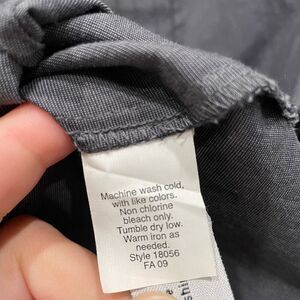 Machine wash cold,
with like colors.
Non chlorine
bleach only.
Tumble dry low.
Warm iron as
needed.
Style 18056
FA 09